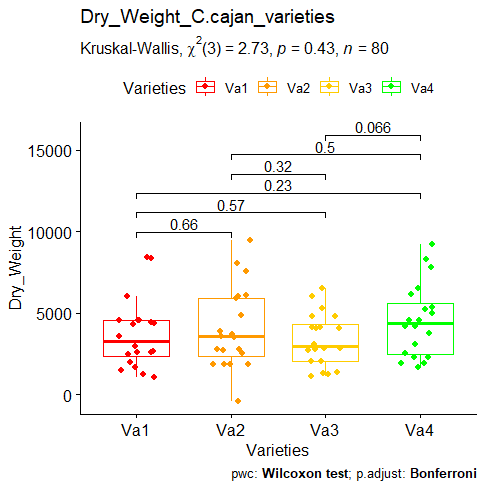 Dry_Weight_C.cajan_varieties
Kruskal-Wallis, χ²(3) = 2.73, p = 0.43, n = 80
Varieties Va1 Va2 Va3 Va4
0.066
0.5
0.32
0.23
0.57
0.66
15000
10000
5000
0
Dry_Weight
Va1 Va2 Va3 Va4
Varieties
pwc: Wilcoxon test; p.adjust: Bonferroni